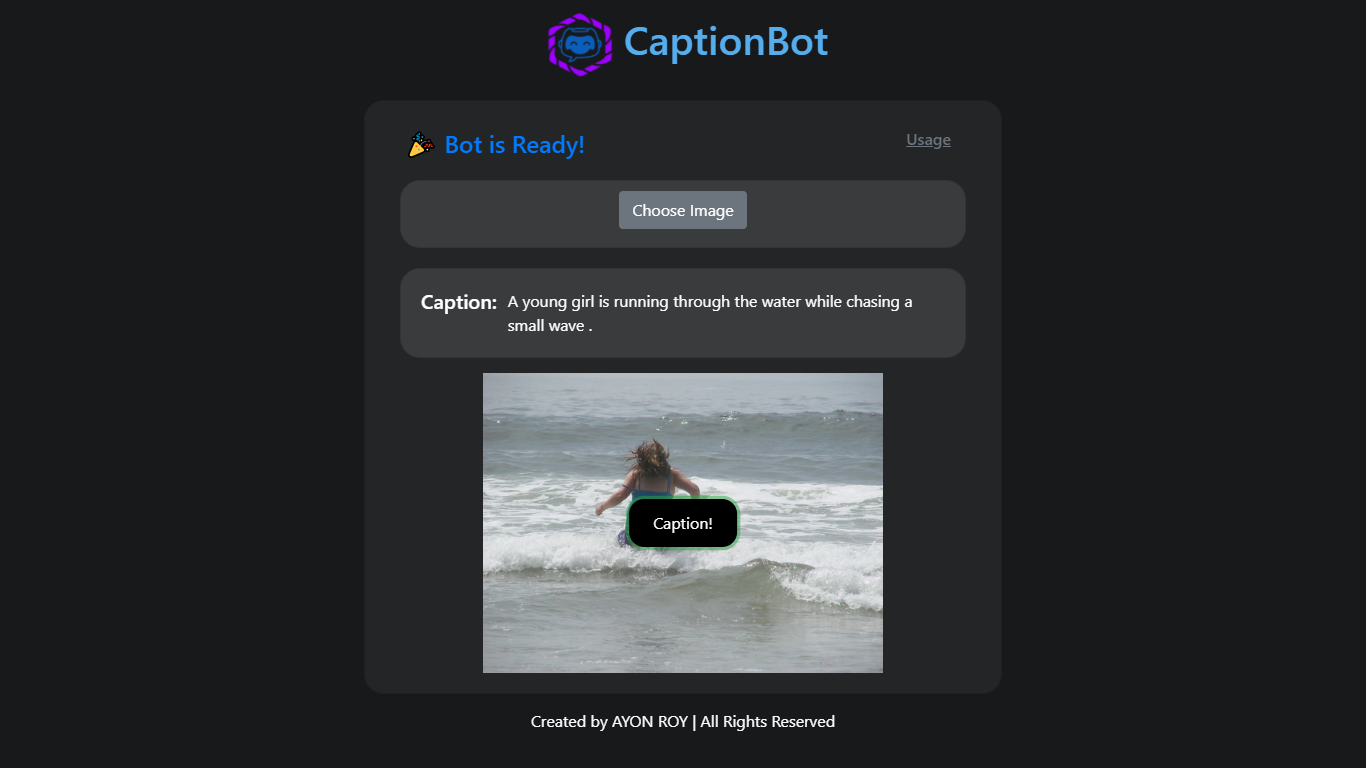 CaptionBot
Bot is Ready!
Usage
Choose Image
Caption: A young girl is running through the water while chasing a
small wave .
Caption!
Created by AYON ROY | All Rights Reserved